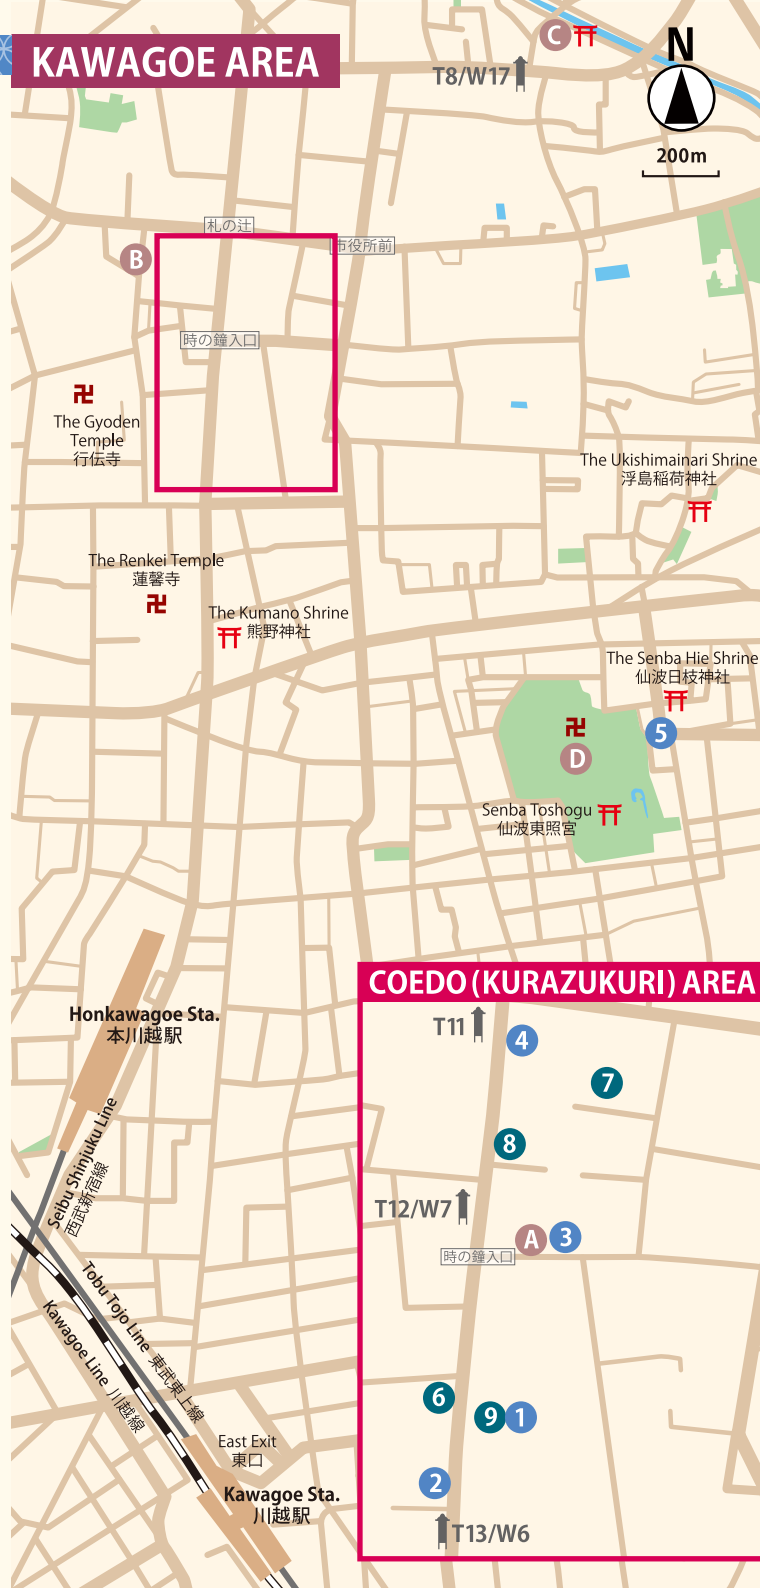 KAWAGOE AREA
C
T8/W17
N
200m
札の辻
市役所前
B
時の鐘入口
The Gyoden
Temple
行伝寺
The Ukishimainari Shrine
浮島稲荷神社
The Renkei Temple
蓮馨寺
The Kumano Shrine
熊野神社
The Senba Hie Shrine
仙波日枝神社
5
D
Senba Toshogu
仙波東照宮
COEDO (KURAZUKURI) AREA
T11
4
7
8
T12/W7
A
3
時の鐘入口
6
9
1
2
T13/W6
Honkawagoe Sta.
本川越駅
Seibu Shinjuku Line
西武新宿線
Tobu Tojo Line 東武東上線
Kawagoe Line 川越線
East Exit
東口
Kawagoe Sta.
川越駅